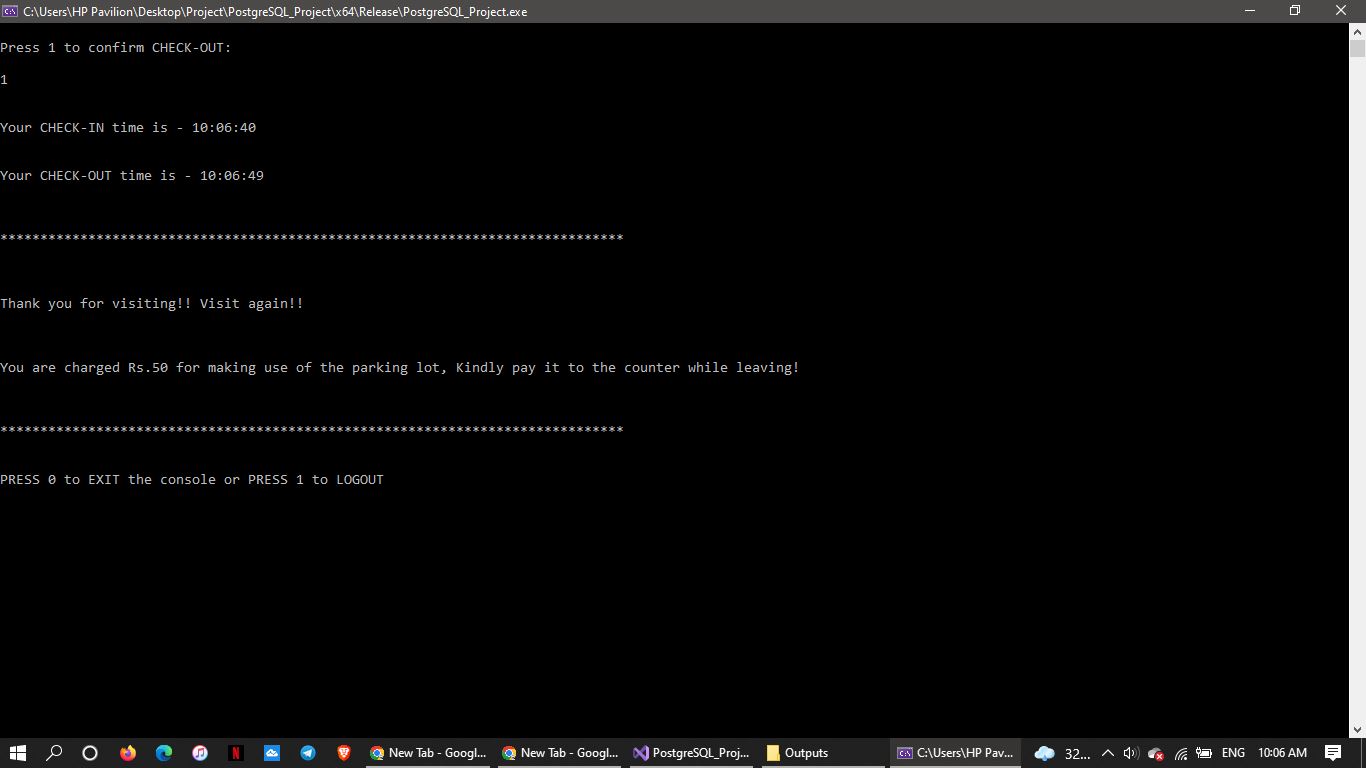 C:\Users\HP Pavilion\Desktop\Project\PostgreSQL_Project\x64\Release\PostgreSQL_Project.exe
Press 1 to confirm CHECK-OUT:
1
Your CHECK-IN time is - 10:06:40
Your CHECK-OUT time is - 10:06:49
******************************************************************************
Thank you for visiting!! Visit again!!
You are charged Rs.50 for making use of the parking lot, Kindly pay it to the counter while leaving!
******************************************************************************
PRESS 0 to EXIT the console or PRESS 1 to LOGOUT
New Tab - Googl... New Tab - Googl... PostgreSQL_Proj... Outputs C:\Users\HP Pav... 32... ENG 10:06 AM